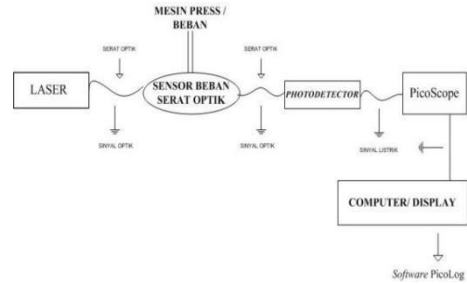 MESIN PRESS /
BEBAN
SERAT OPTIK
SERAT OPTIK
LASER
SENSOR BEBAN
SERAT OPTIK
PHOTODETECTOR
PicoScope
SINYAL OPTIK
SINYAL OPTIK
SINYAL LISTRIK
COMPUTER/ DISPLAY
Software PicoLog